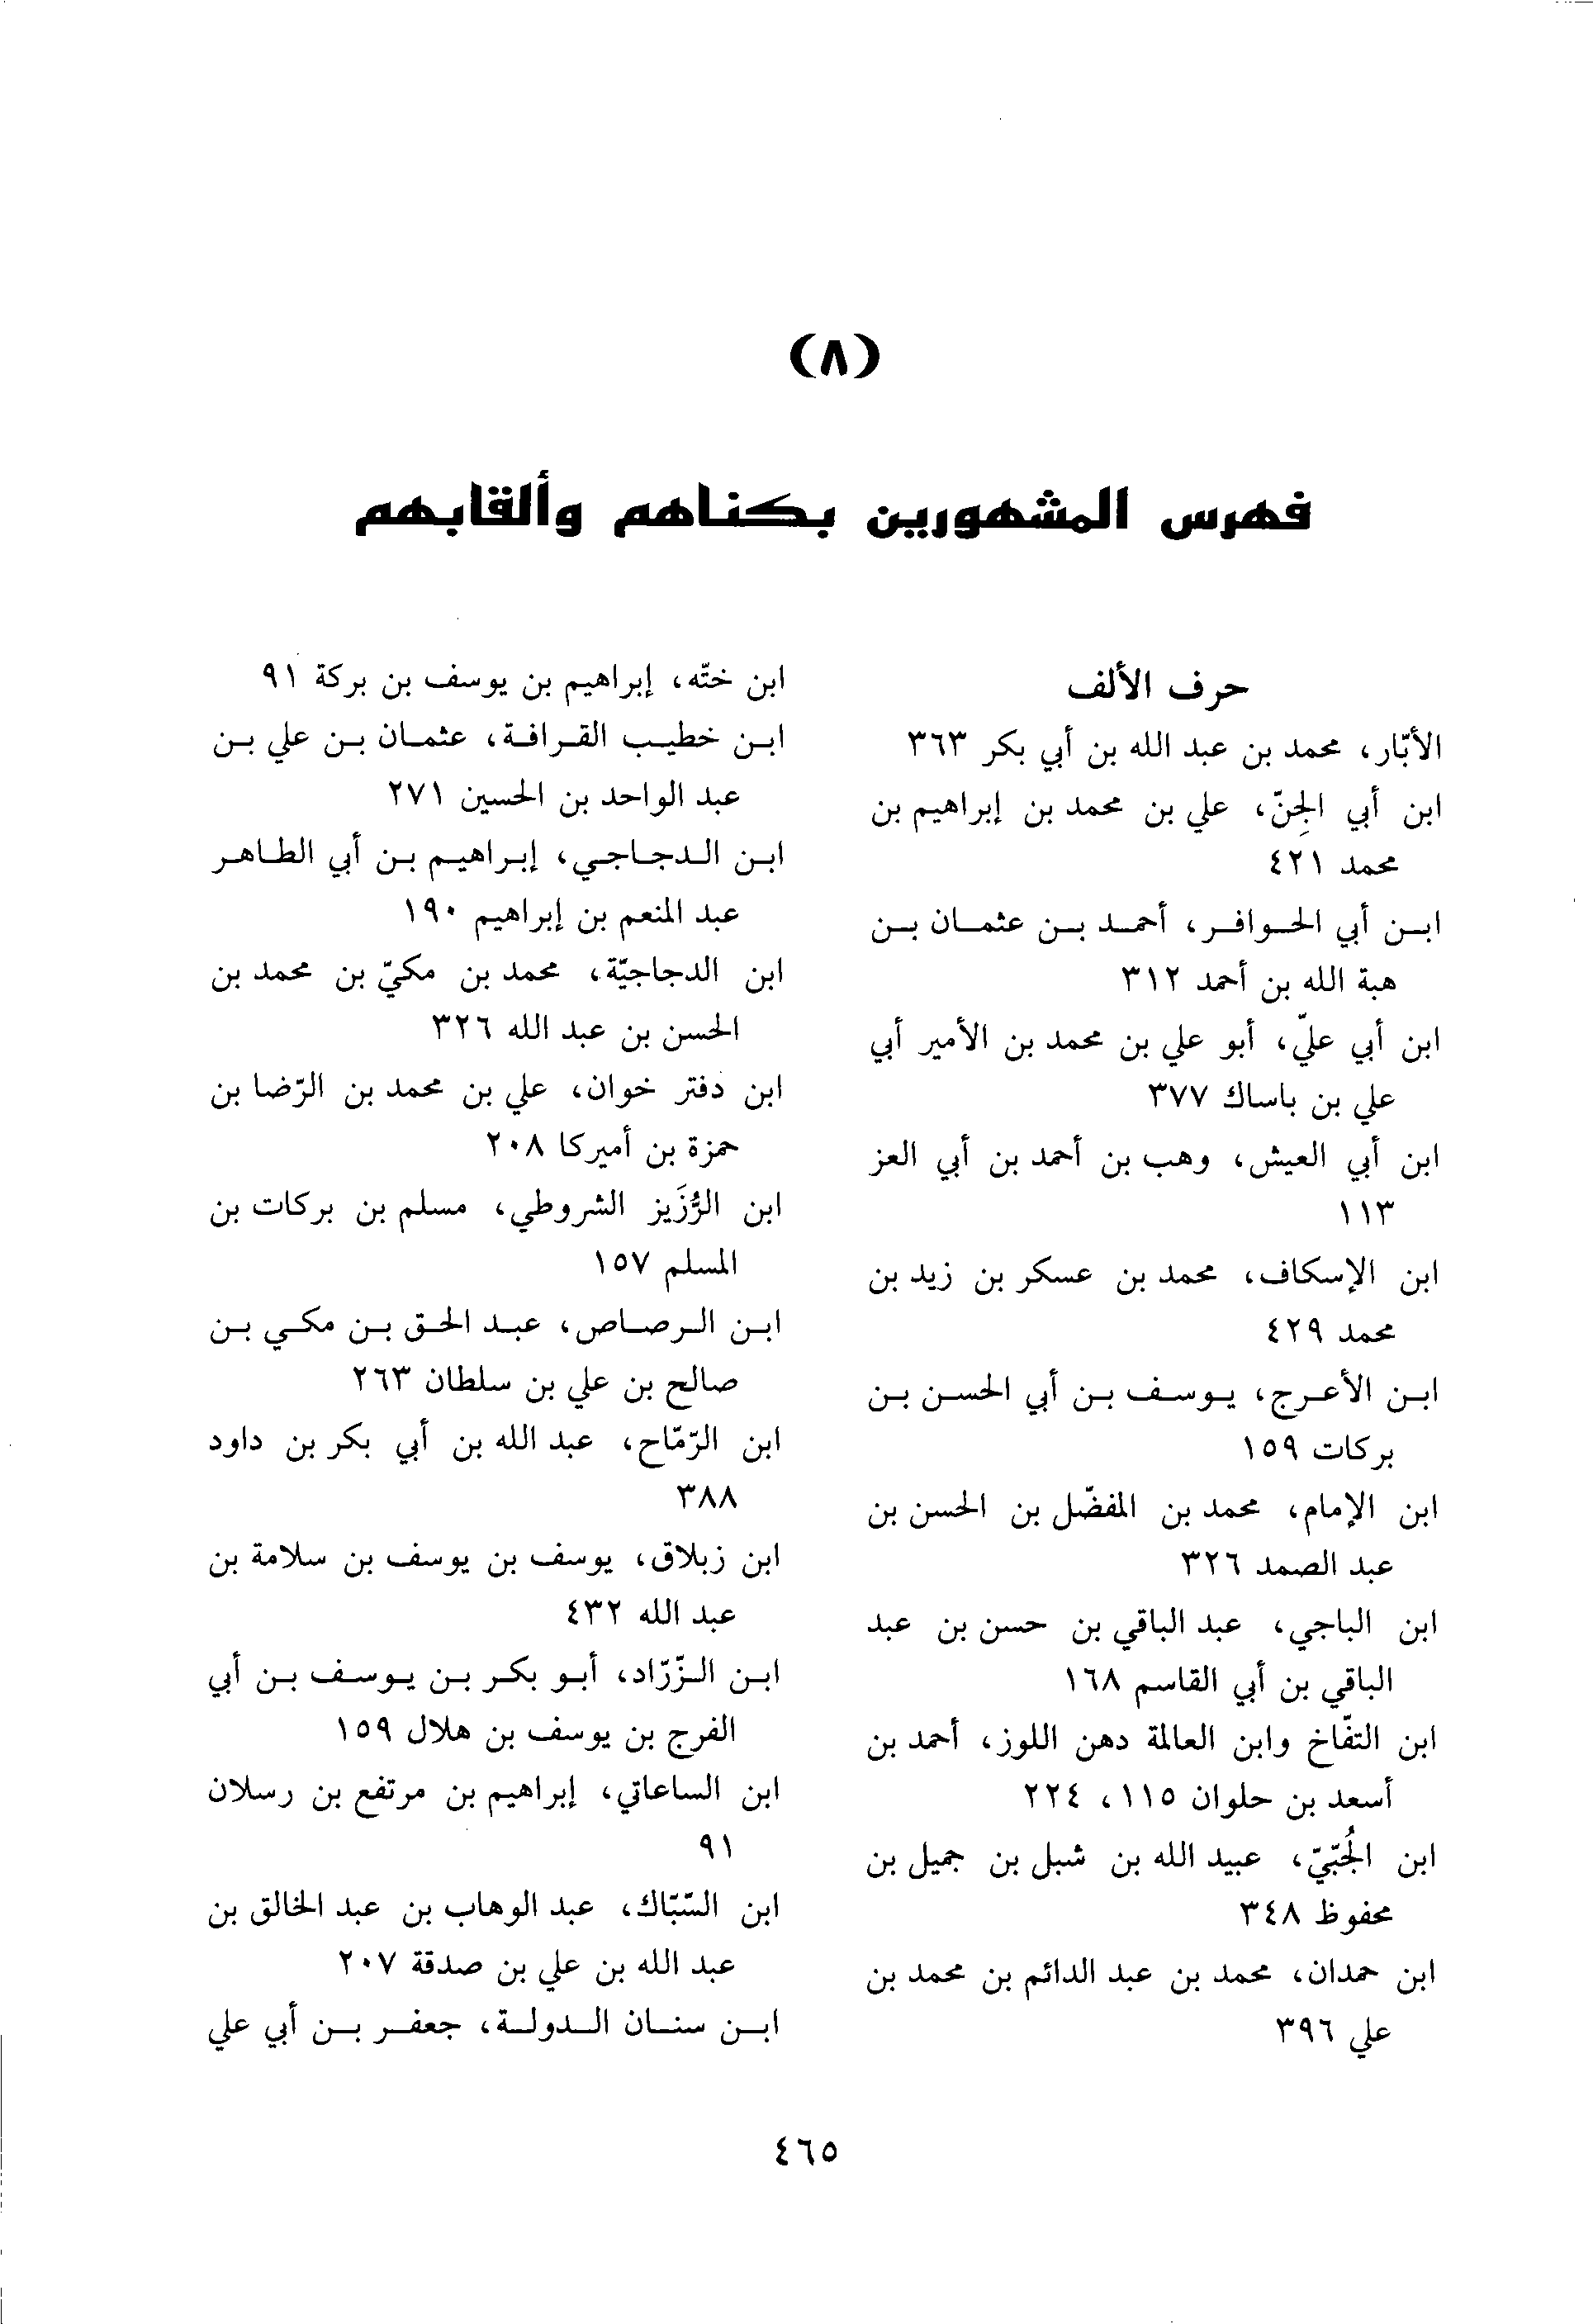 (٨)
فهرس المشهورين بكناهم وألقابهم
حرف الألف
الأبّار، محمد بن عبد الله بن أبي بكر ٣٦٣
ابن أبي الجِنّ، علي بن محمد بن إبراهيم بن
محمد ٤٢١
ابن أبي الحوافر، أحمد بن عثمان بن
هبة الله بن أحمد ٣١٢
ابن أبي عليّ، أبو علي بن محمد بن الأمير أبي
علي بن باساك ٣٧٧
ابن أبي العيش، وهب بن أحمد بن أبي العز
١١٣
ابن الإسكاف، محمد بن عسكر بن زيد بن
محمد ٤٢٩
ابن الأعرج، يوسف بن أبي الحسن بن
بركات ١٥٩
ابن الإمام، محمد بن المفضّل بن الحسن بن
عبد الصمد ٣٢٦
ابن الباجي، عبد الباقي بن حسن بن عبد
الباقي بن أبي القاسم ١٦٨
ابن التفّاخ وابن العالمة دهن اللوز، أحمد بن
أسعد بن حلوان ١١٥، ٢٢٤
ابن الجُبّيّ، عبيد الله بن شبل بن جميل بن
محفوظ ٣٤٨
ابن حمدان، محمد بن عبد الدائم بن محمد بن
علي ٣٩٦
ابن ختّه، إبراهيم بن يوسف بن بركة ٩١
ابن خطيب القرافة، عثمان بن علي بن
عبد الواحد بن الحسين ٢٧١
ابن الدجاجي، إبراهيم بن أبي الطاهر
عبد المنعم بن إبراهيم ١٩٠
ابن الدجاجيّة، محمد بن مكيّ بن محمد بن
الحسن بن عبد الله ٣٢٦
ابن دفتر خوان، علي بن محمد بن الرّضا بن
حمزة بن أميركا ٢٠٨
ابن الرُّزَيز الشروطي، مسلم بن بركات بن
المسلم ١٥٧
ابن الرصاص، عبد الحق بن مكي بن
صالح بن علي بن سلطان ٢٦٣
ابن الرّمّاح، عبد الله بن أبي بكر بن داود
٣٨٨
ابن زبلاق، يوسف بن يوسف بن سلامة بن
عبد الله ٤٣٢
ابن الزّرّاد، أبو بكر بن يوسف بن أبي
الفرج بن يوسف بن هلال ١٥٩
ابن الساعاتي، إبراهيم بن مرتفع بن رسلان
٩١
ابن السّبّاك، عبد الوهاب بن عبد الخالق بن
عبد الله بن علي بن صدقة ٢٠٧
ابن سنان الدولة، جعفر بن أبي علي
٤٦٥